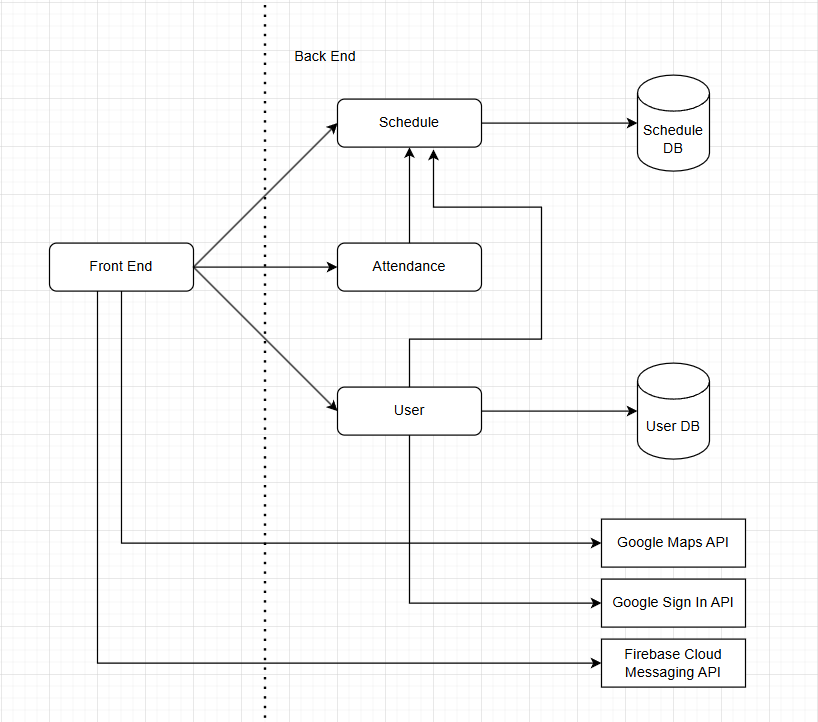 Back End
Schedule
Schedule
DB
Front End
Attendance
User
User DB
Google Maps API
Google Sign In API
Firebase Cloud
Messaging API